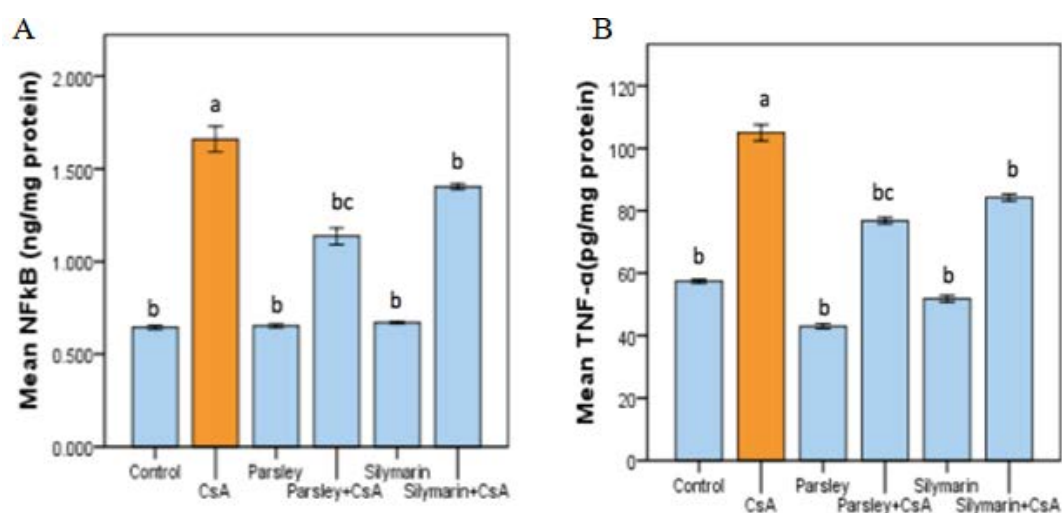 A
Mean NFkB (ng/mg protein)
2.000
1.500
1.000
0.500
0.000
b
a
b
bc
b
b
Control
CsA
Parsley
Parsley+CsA
Silymarin
Silymarin+CsA
B
Mean TNF-α(pg/mg protein)
120
100
80
60
40
20
0
b
a
b
bc
b
b
Control
CsA
Parsley
Parsley+CsA
Silymarin
Silymarin+CsA